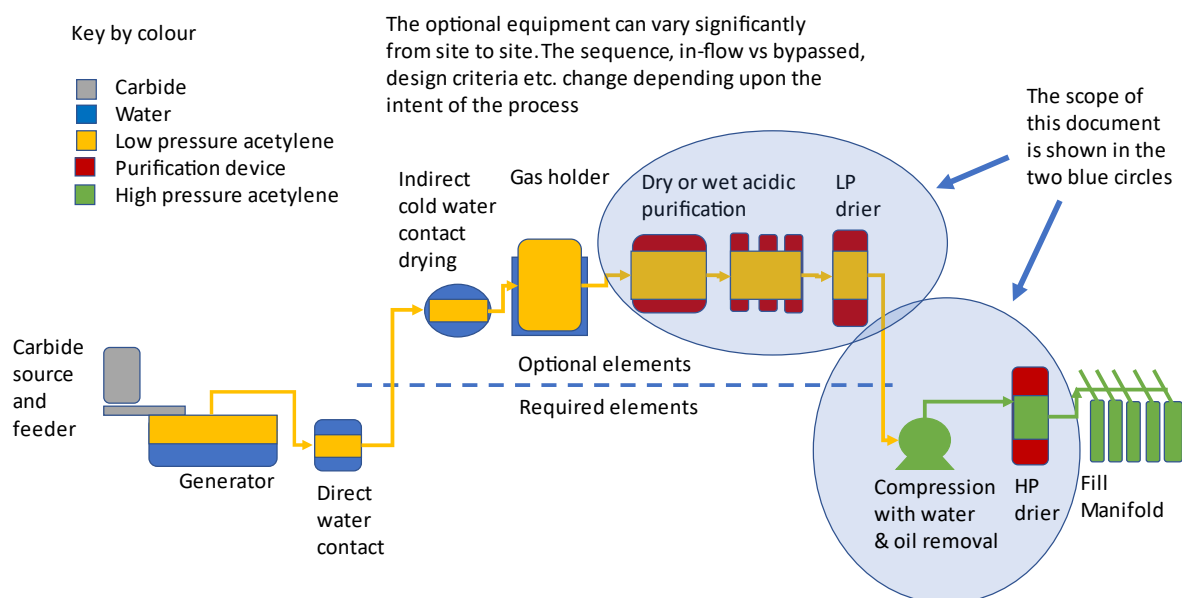 Key by colour
Carbide
Water
Low pressure acetylene
Purification device
High pressure acetylene
The optional equipment can vary significantly
from site to site. The sequence, in-flow vs bypassed,
design criteria etc. change depending upon the
intent of the process
The scope of
this document
is shown in the
two blue circles
Indirect
cold water
contact
drying
Gas holder
Dry or wet acidic
purification
LP
drier
Optional elements
Required elements
Carbide
source
and
feeder
Generator
Direct
water
contact
Compression
with water
& oil removal
HP
drier
Fill
Manifold